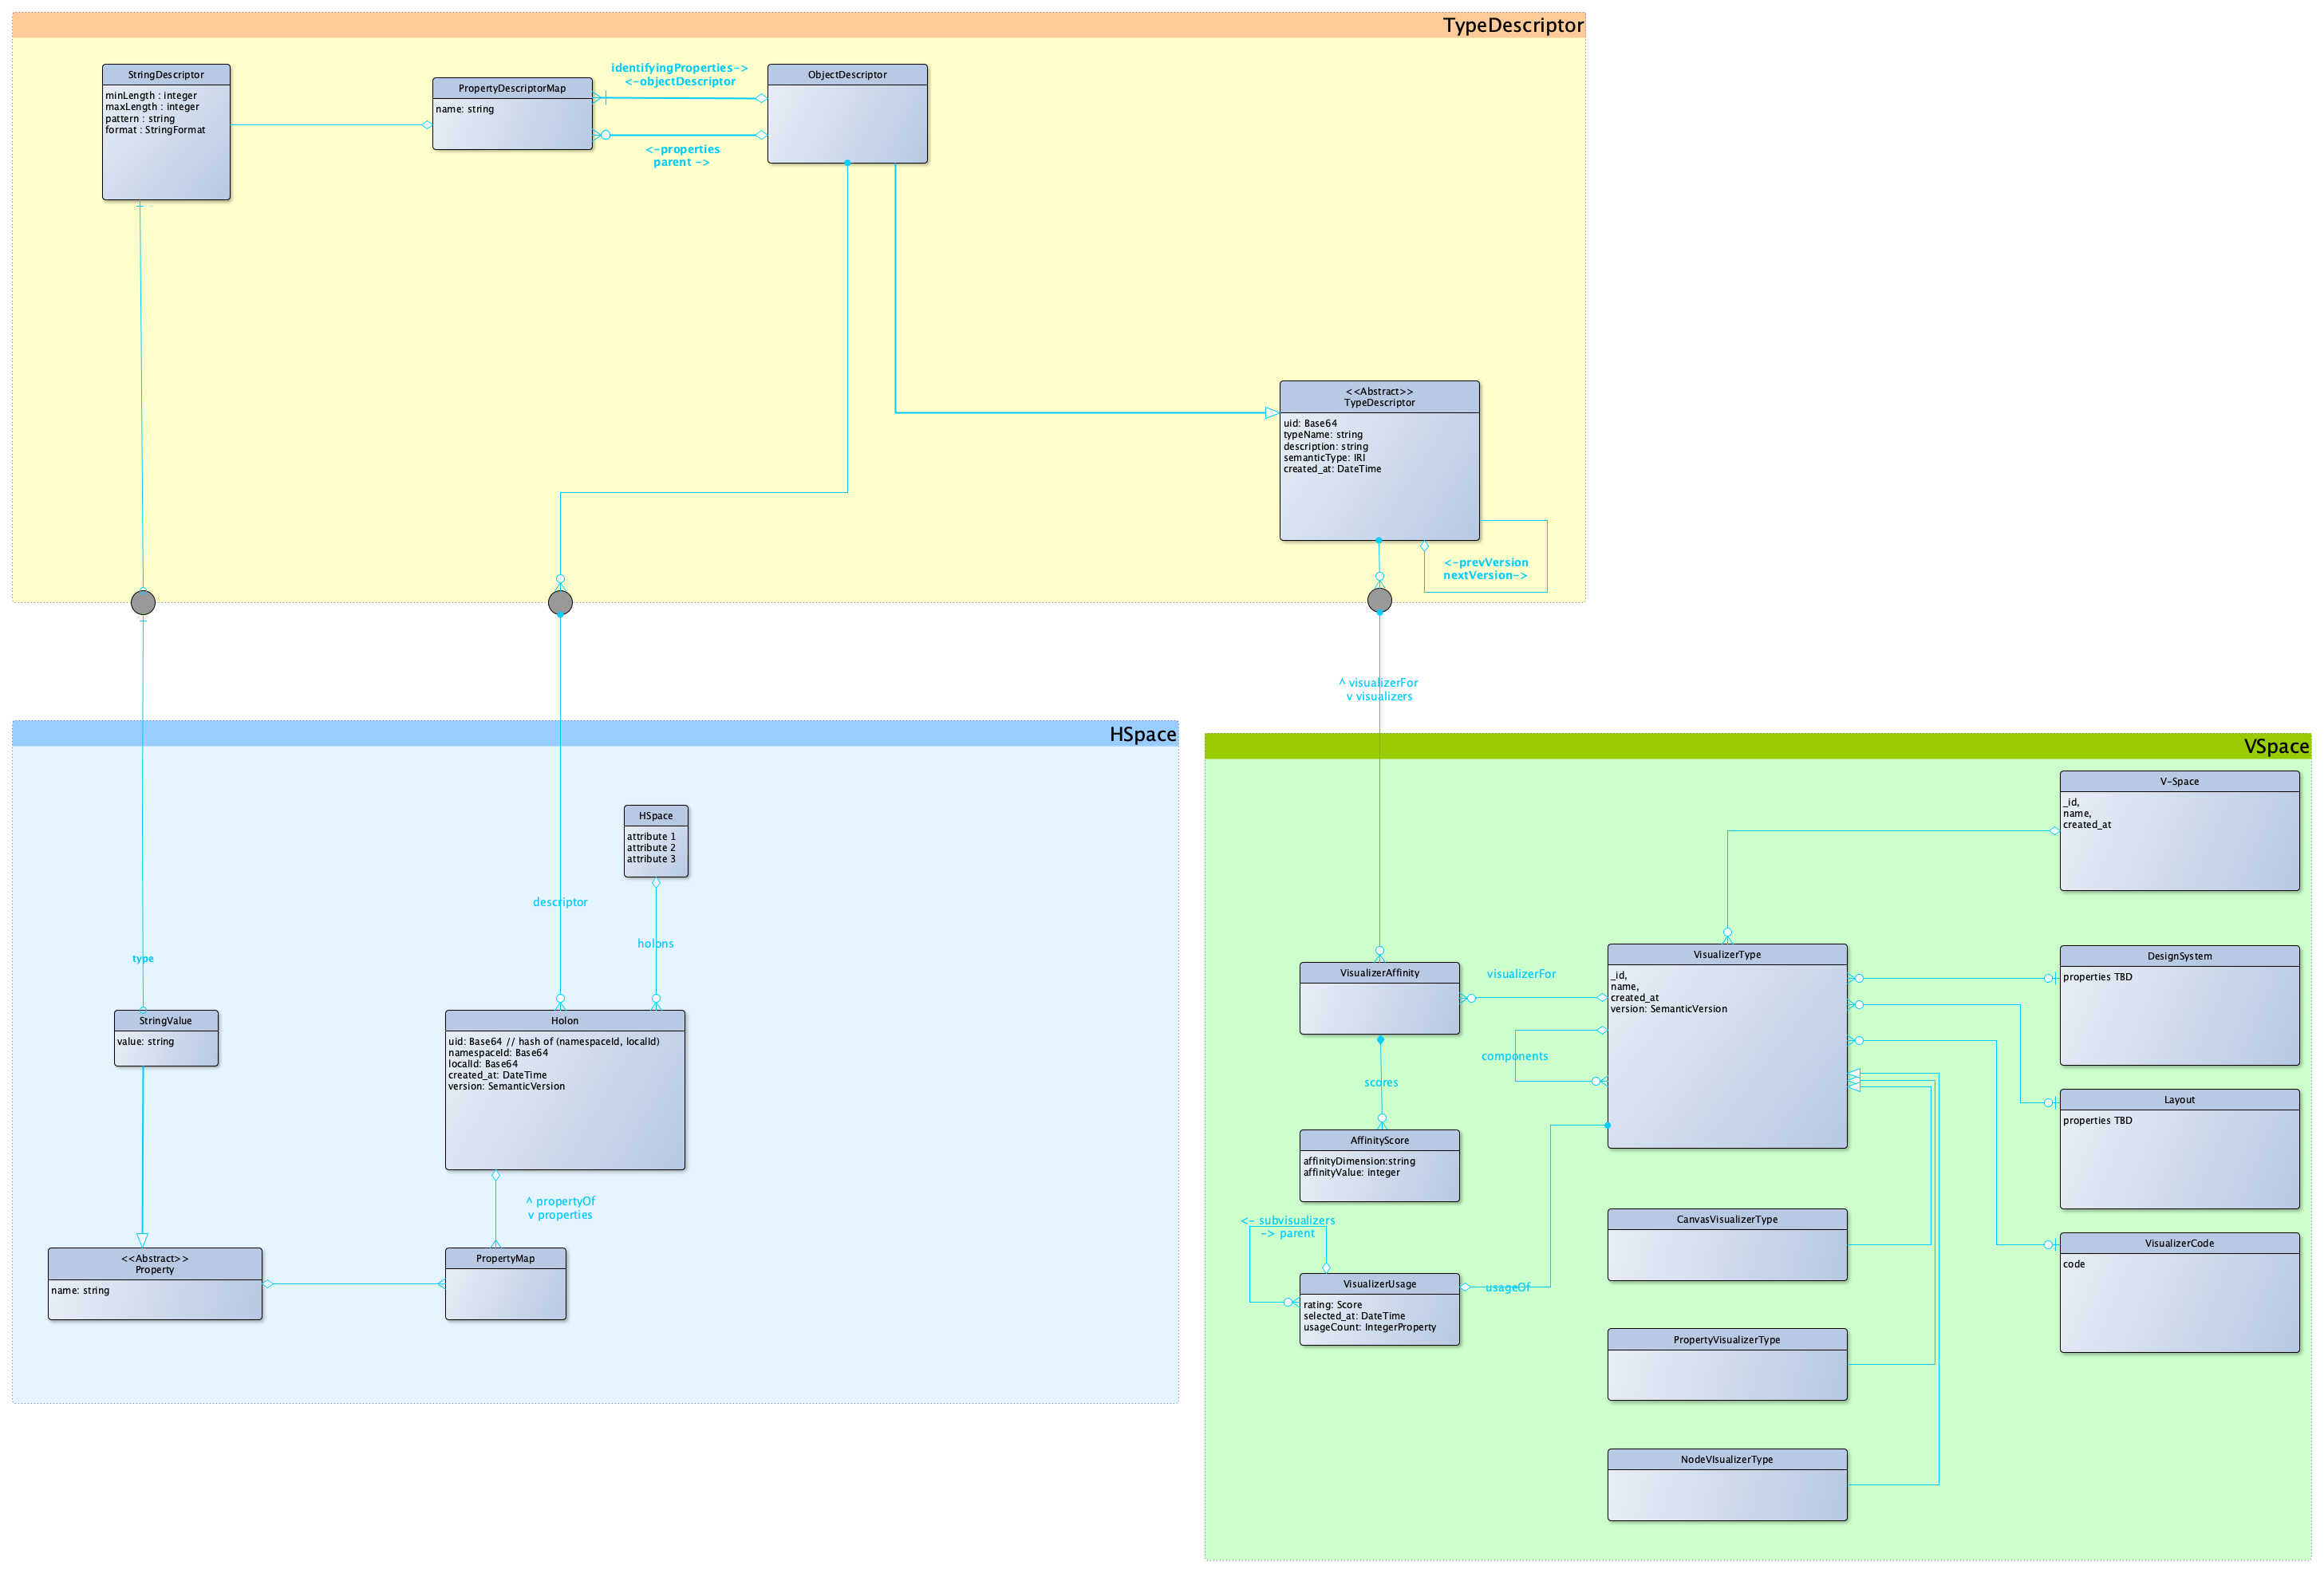 TypeDescriptor
StringDescriptor
minLength : integer
maxLength : integer
pattern : string
format : StringFormat
PropertyDescriptorMap
name: string
identifyingProperties->
<-objectDescriptor
<-properties
parent ->
ObjectDescriptor
<<Abstract>>
TypeDescriptor
uid: Base64
typeName: string
description: string
semanticType: IRI
created_at: DateTime
<-prevVersion
nextVersion->
^ visualizerFor
v visualizers
HSpace
HSpace
attribute 1
attribute 2
attribute 3
descriptor
holons
type
StringValue
value: string
Holon
uid: Base64 // hash of (namespaceId, localId)
namespaceId: Base64
localId: Base64
created_at: DateTime
version: SemanticVersion
^ propertyOf
v properties
<<Abstract>>
Property
name: string
PropertyMap
VSpace
V-Space
_id,
name,
created_at
VisualizerAffinity
visualizerFor
VisualizerType
_id,
name,
created_at
version: SemanticVersion
components
scores
AffinityScore
affinityDimension:string
affinityValue: integer
<- subvisualizers
-> parent
VisualizerUsage
rating: Score
selected_at: DateTime
usageCount: IntegerProperty
usageOf
DesignSystem
properties TBD
Layout
properties TBD
CanvasVisualizerType
VisualizerCode
code
PropertyVisualizerType
NodeVIsualizerType